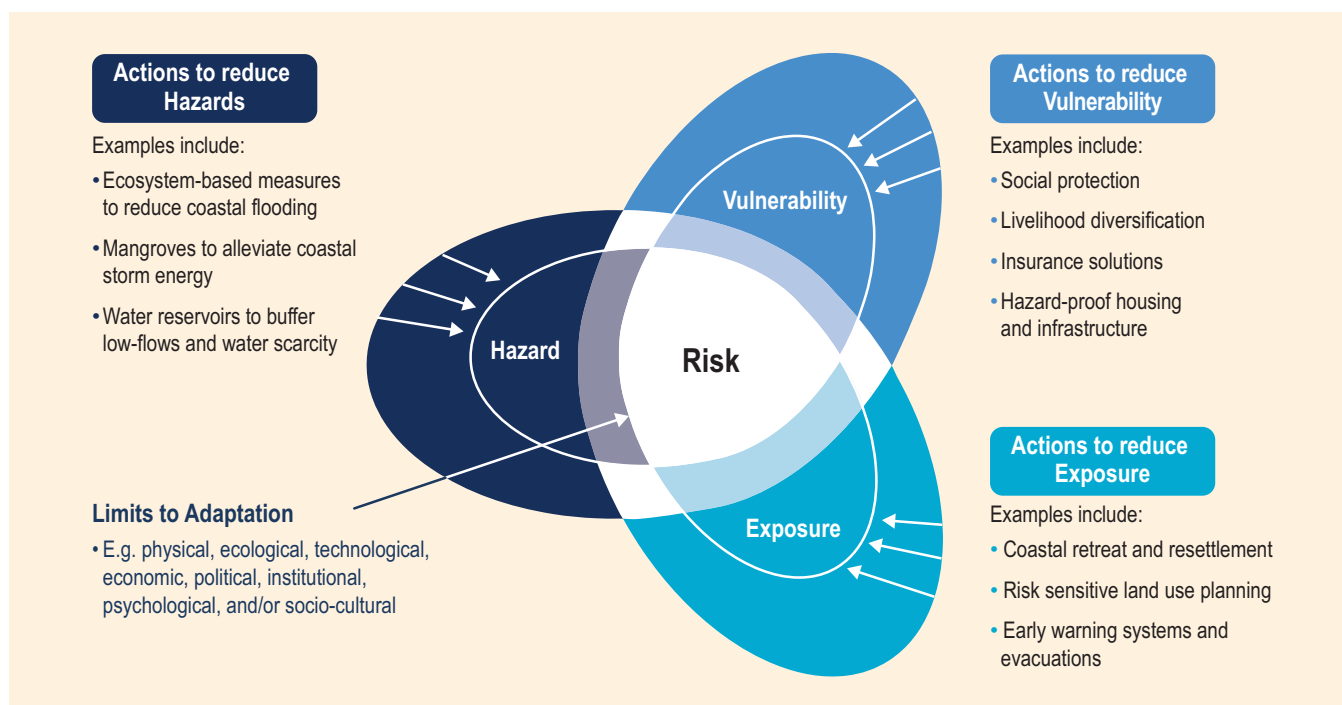 Actions to reduce
Hazards
Examples include:
• Ecosystem-based measures
to reduce coastal flooding
• Mangroves to alleviate coastal
storm energy
• Water reservoirs to buffer
low-flows and water scarcity
Limits to Adaptation
• E.g. physical, ecological, technological,
economic, political, institutional,
psychological, and/or socio-cultural
Vulnerability
Hazard
Risk
Exposure
Actions to reduce
Vulnerability
Examples include:
• Social protection
• Livelihood diversification
• Insurance solutions
• Hazard-proof housing
and infrastructure
Actions to reduce
Exposure
Examples include:
• Coastal retreat and resettlement
• Risk sensitive land use planning
• Early warning systems and
evacuations